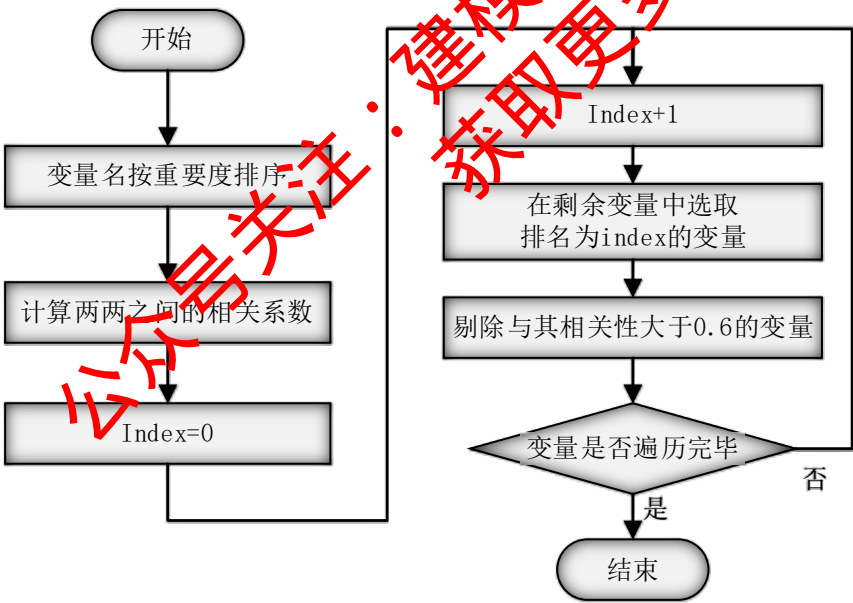 开始
变量名按重要度排序
计算两两之间的相关系数
Index=0
Index+1
在剩余变量中选取
排名为index的变量
剔除与其相关性大于0.6的变量
变量是否遍历完毕
否
是
结束
公众号关注：建模
获取更多